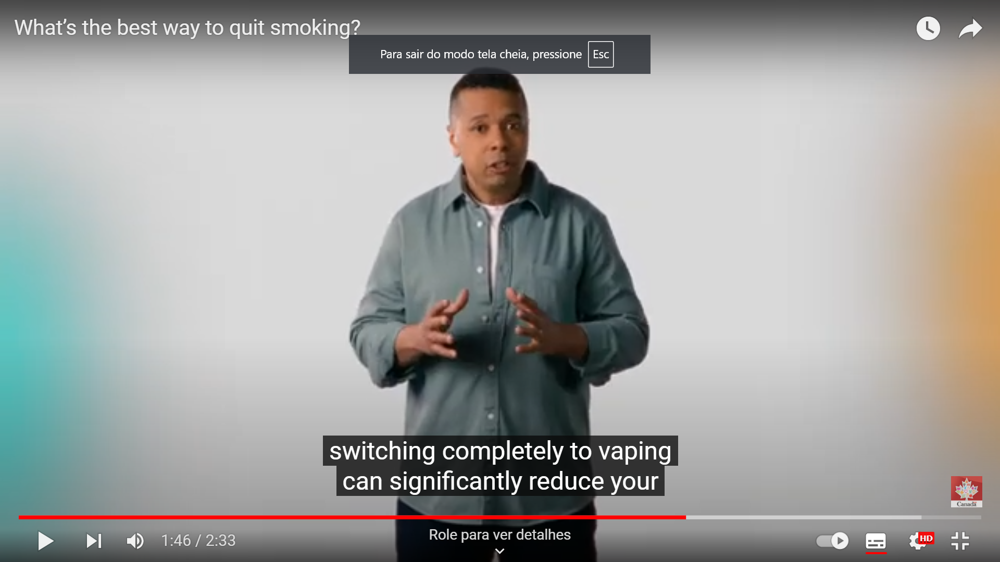 What’s the best way to quit smoking?
Para sair do modo tela cheia, pressione Esc
switching completely to vaping
can significantly reduce your
Canada
1:46 / 2:33
Role para ver detalhes
HD